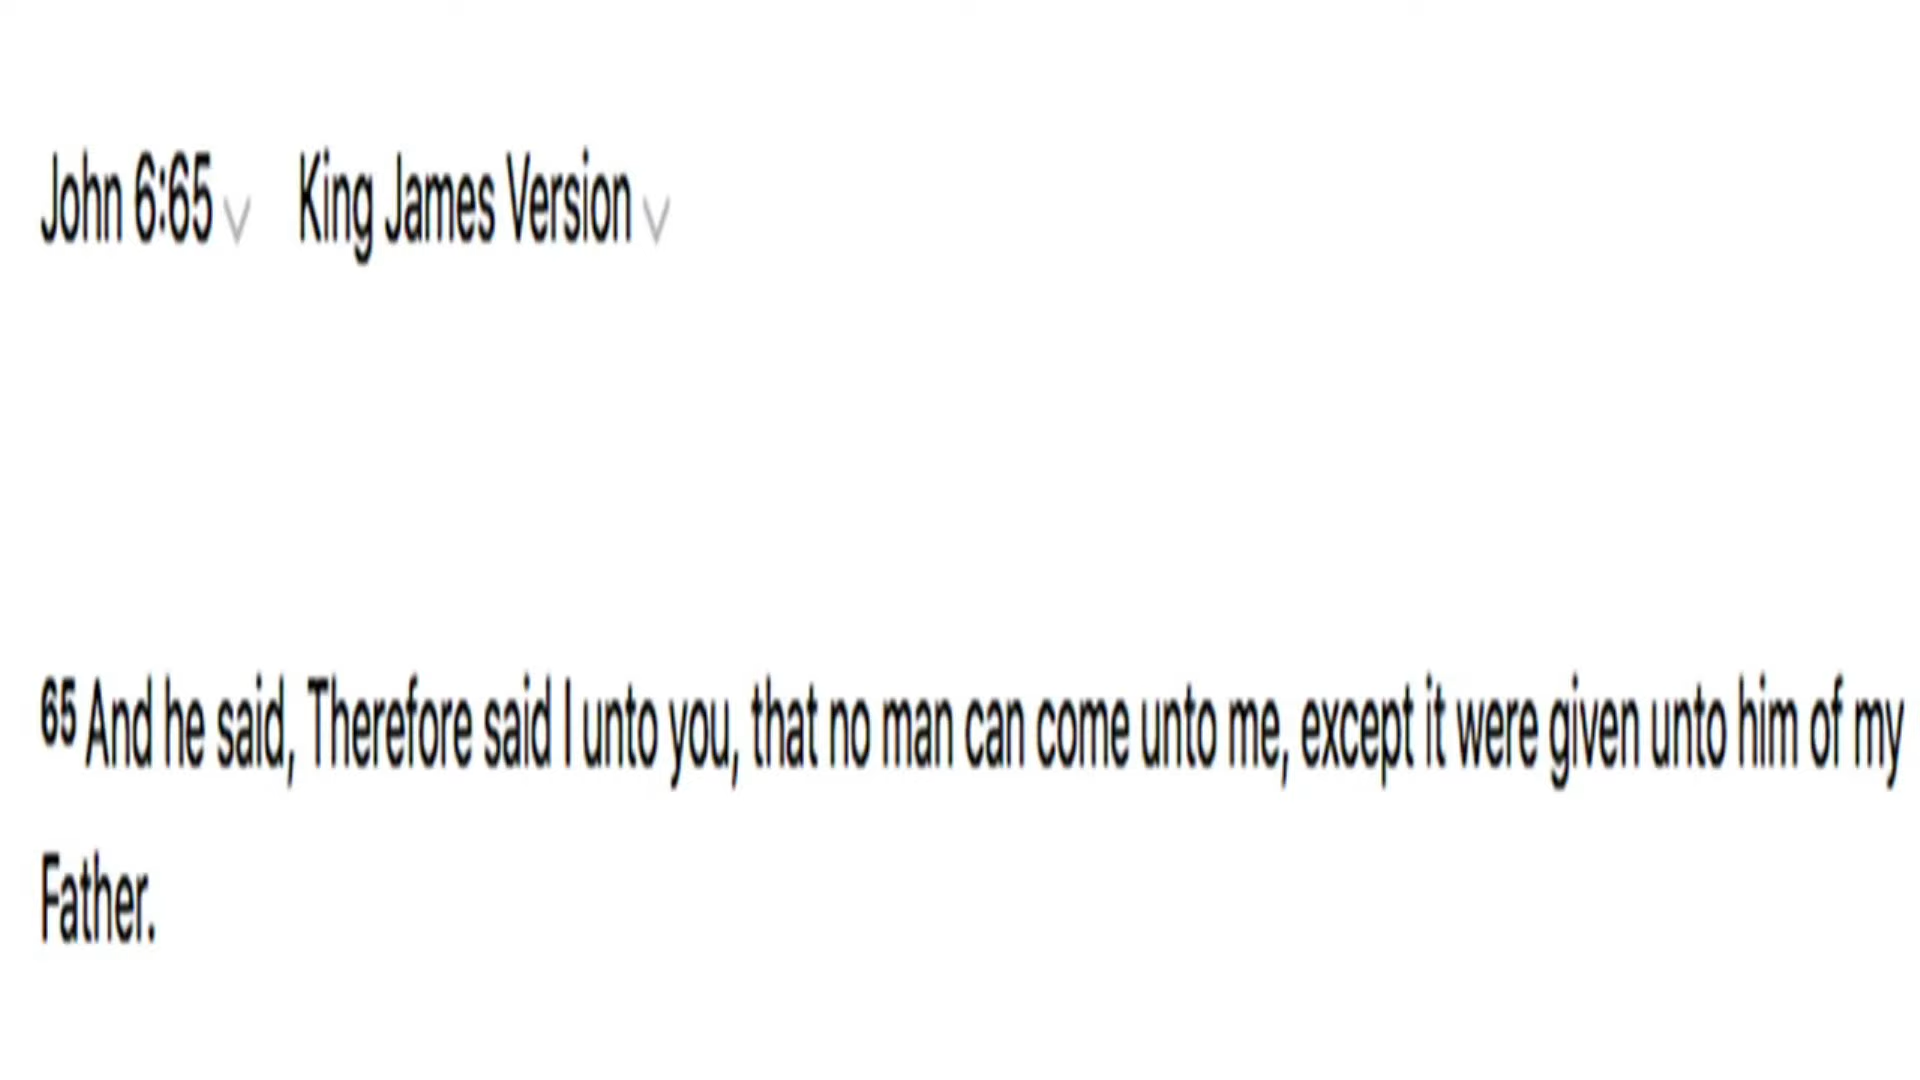 John 6:65 King James Version
65 And he said, Therefore said I unto you, that no man can come unto me, except it were given unto him of my
Father.